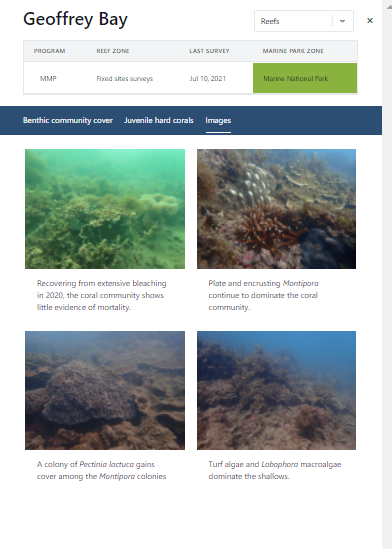 Geoffrey Bay
Reefs
×
PROGRAM REEF ZONE LAST SURVEY MARINE PARK ZONE
MMP Fixed sites surveys Jul 10, 2021 Marine National Park
Benthic community cover Juvenile hard corals Images
Recovering from extensive bleaching
in 2020, the coral community shows
little evidence of mortality.
Plate and encrusting Montipora
continue to dominate the coral
community.
A colony of Pectinia lactuca gains
cover among the Montipora colonies
Turf algae and Lobophora macroalgae
dominate the shallows.